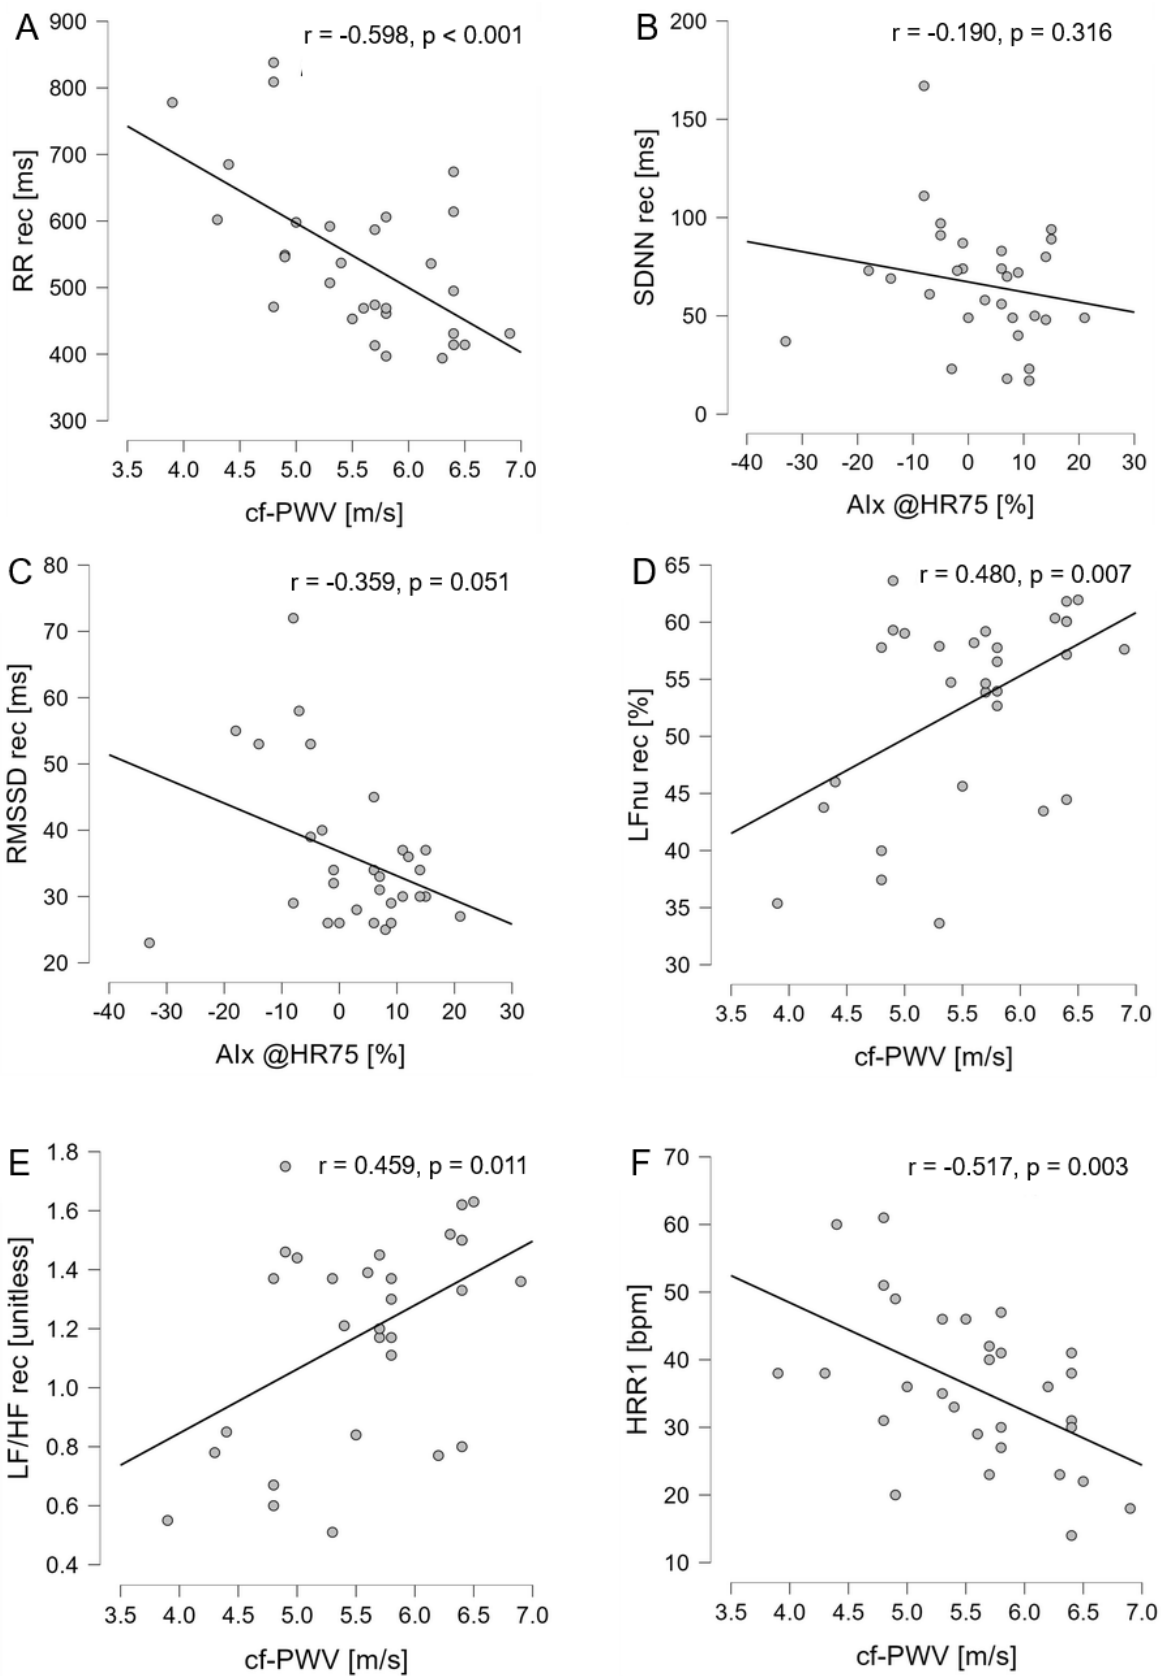 A
r = -0.598, p < 0.001
900
800
700
600
500
400
300
RR rec [ms]
3.5 4.0 4.5 5.0 5.5 6.0 6.5 7.0
cf-PWV [m/s]
B
r = -0.190, p = 0.316
200
150
100
50
0
SDNN rec [ms]
-40 -30 -20 -10 0 10 20 30
AIx @HR75 [%]
C
r = -0.359, p = 0.051
80
70
60
50
40
30
20
RMSSD rec [ms]
-40 -30 -20 -10 0 10 20 30
AIx @HR75 [%]
D
r = 0.480, p = 0.007
65
60
55
50
45
40
35
30
LFnu rec [%]
3.5 4.0 4.5 5.0 5.5 6.0 6.5 7.0
cf-PWV [m/s]
E
r = 0.459, p = 0.011
1.8
1.6
1.4
1.2
1.0
0.8
0.6
0.4
LF/HF rec [unitless]
3.5 4.0 4.5 5.0 5.5 6.0 6.5 7.0
cf-PWV [m/s]
F
r = -0.517, p = 0.003
70
60
50
40
30
20
10
HRR1 [bpm]
3.5 4.0 4.5 5.0 5.5 6.0 6.5 7.0
cf-PWV [m/s]